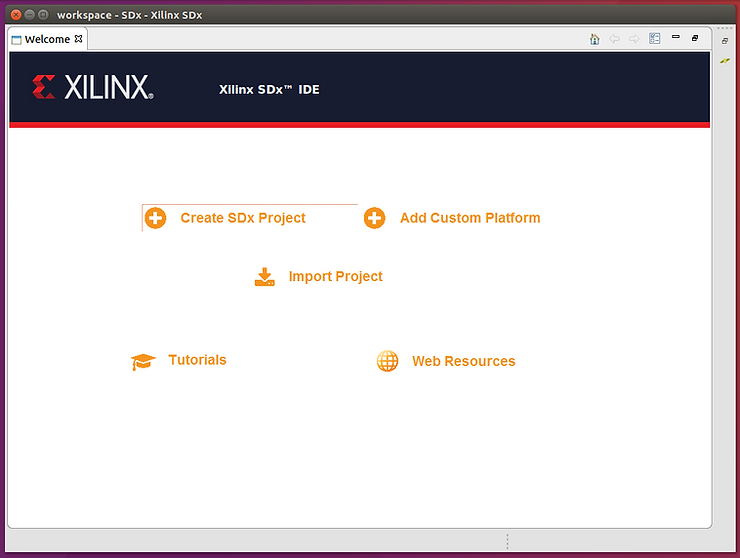 workspace - SDx - Xilinx SDx
Welcome
XILINX®
Xilinx SDx™ IDE
Create SDx Project
Add Custom Platform
Import Project
Tutorials
Web Resources